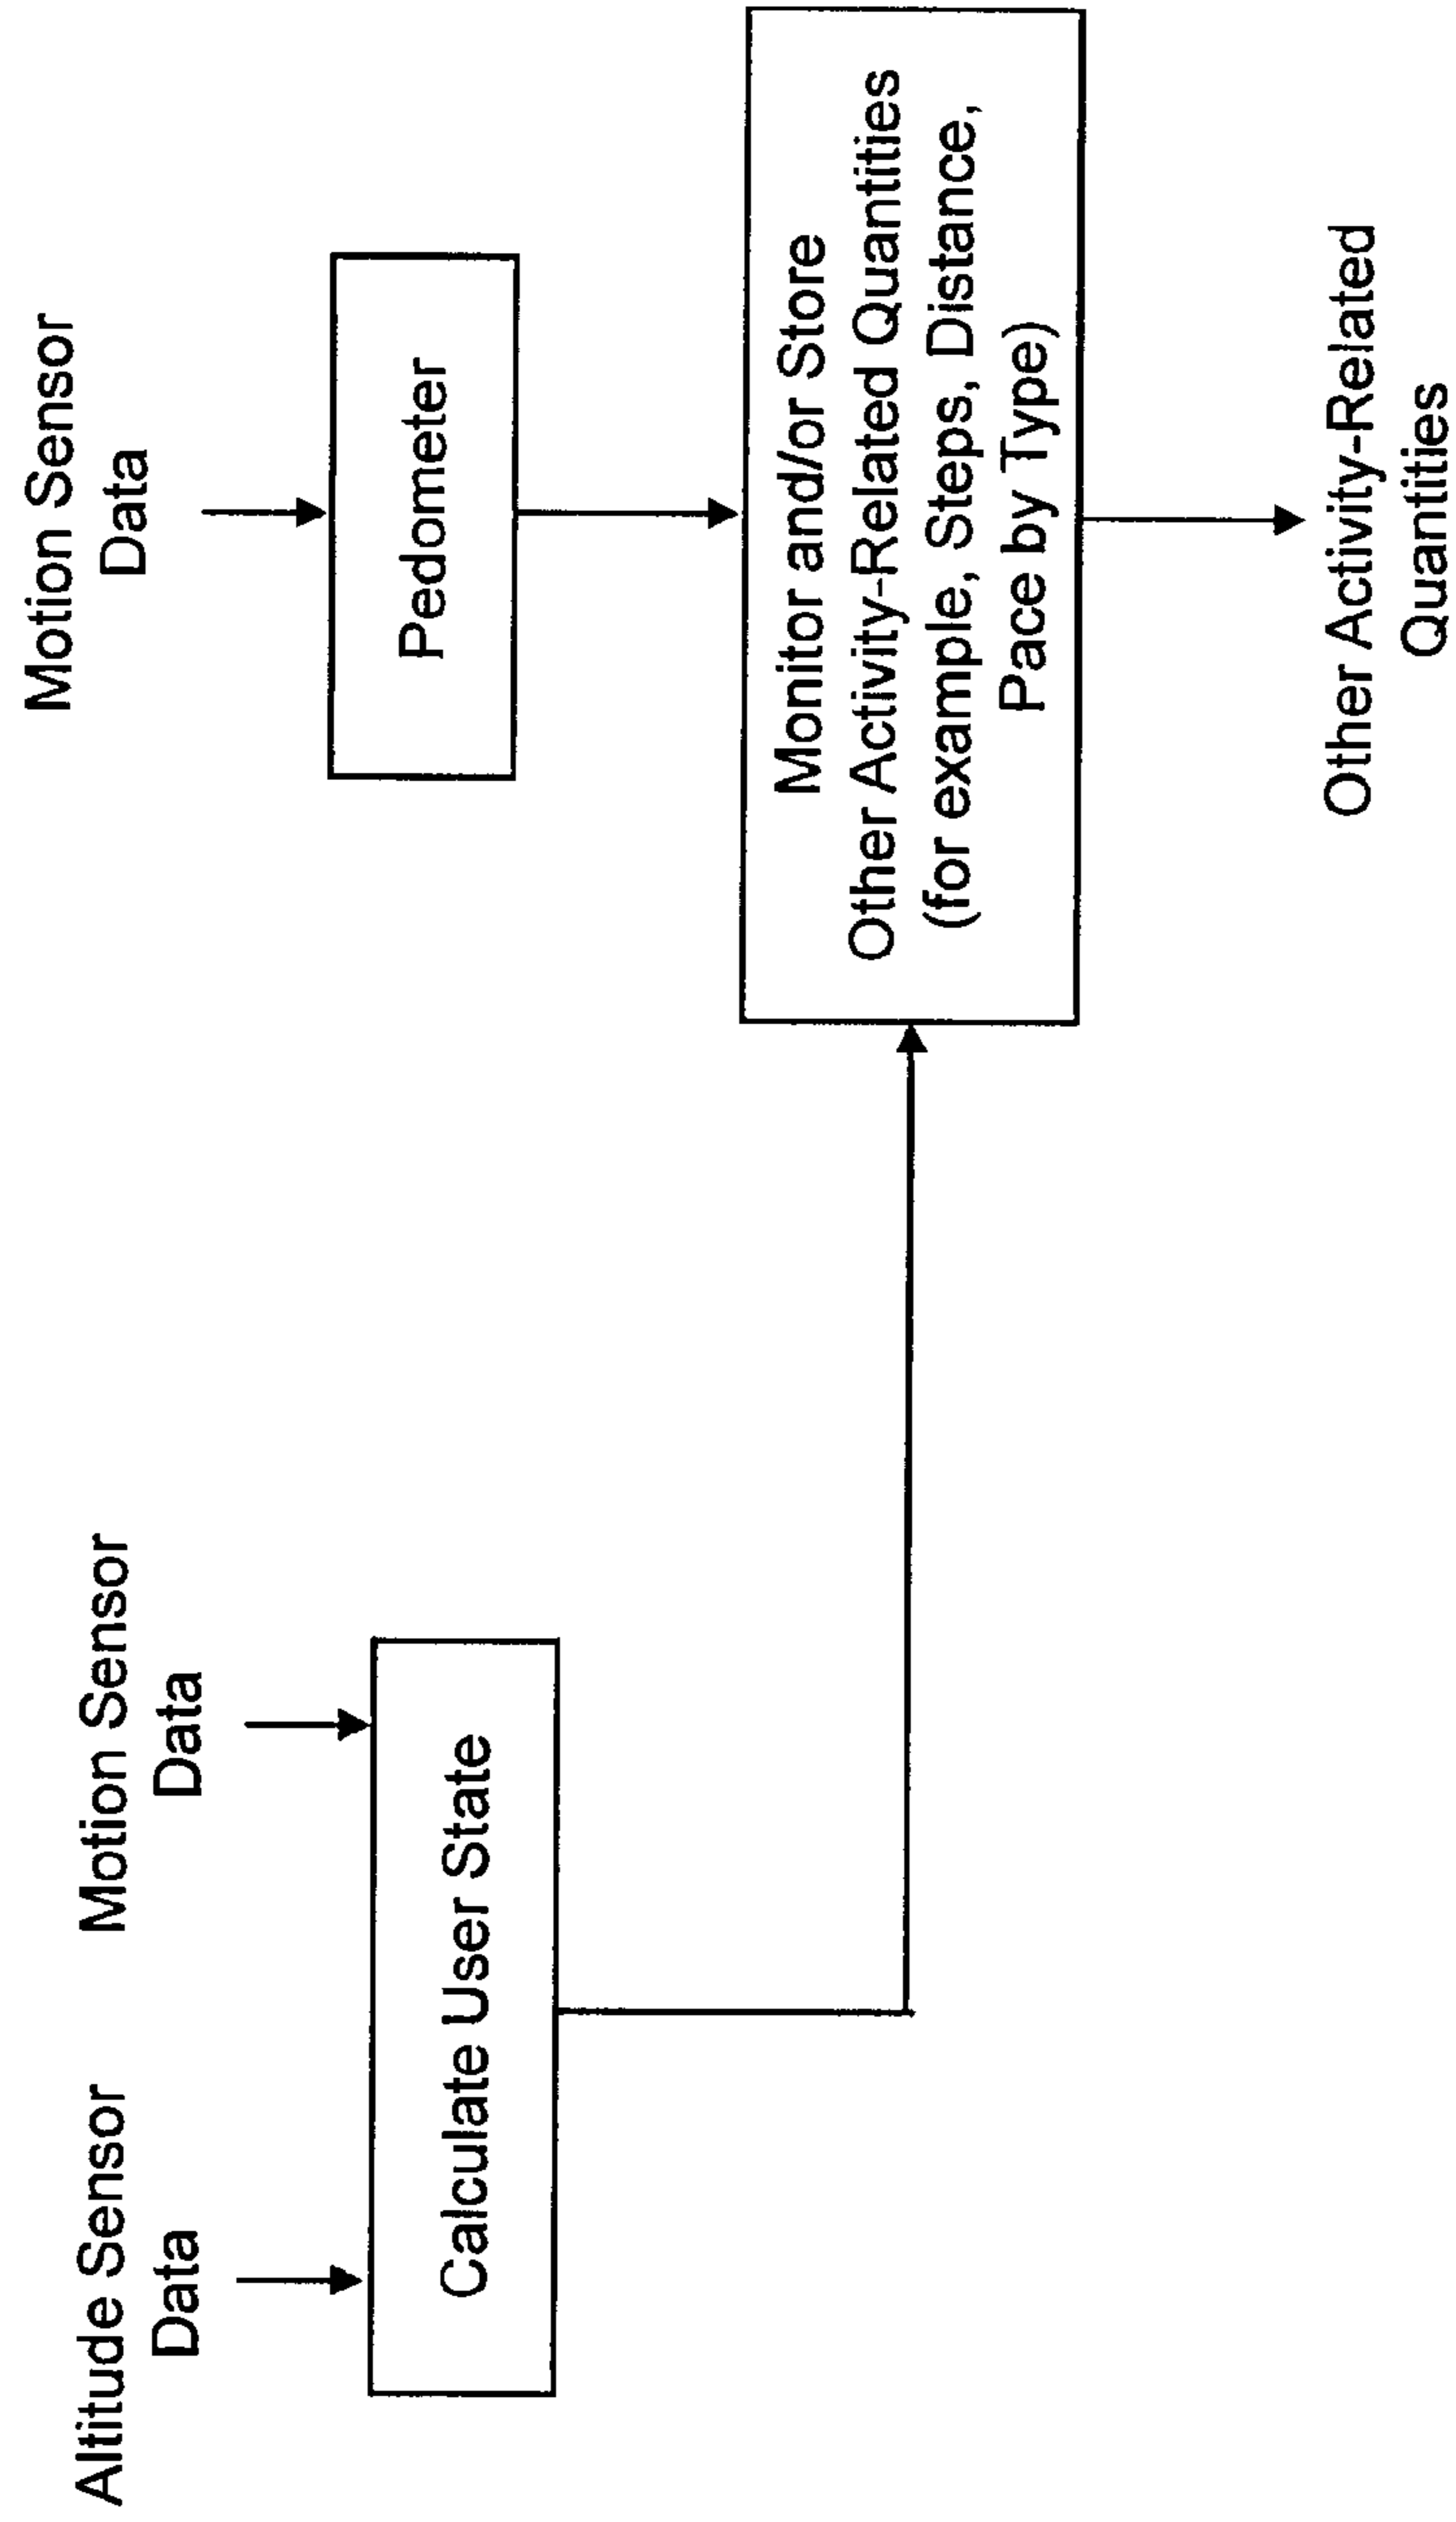 Altitude Sensor
Data
Motion Sensor
Data
Calculate User State
Motion Sensor
Data
Pedometer
Monitor and/or Store
Other Activity-Related Quantities
(for example, Steps, Distance,
Pace by Type)
Other Activity-Related
Quantities